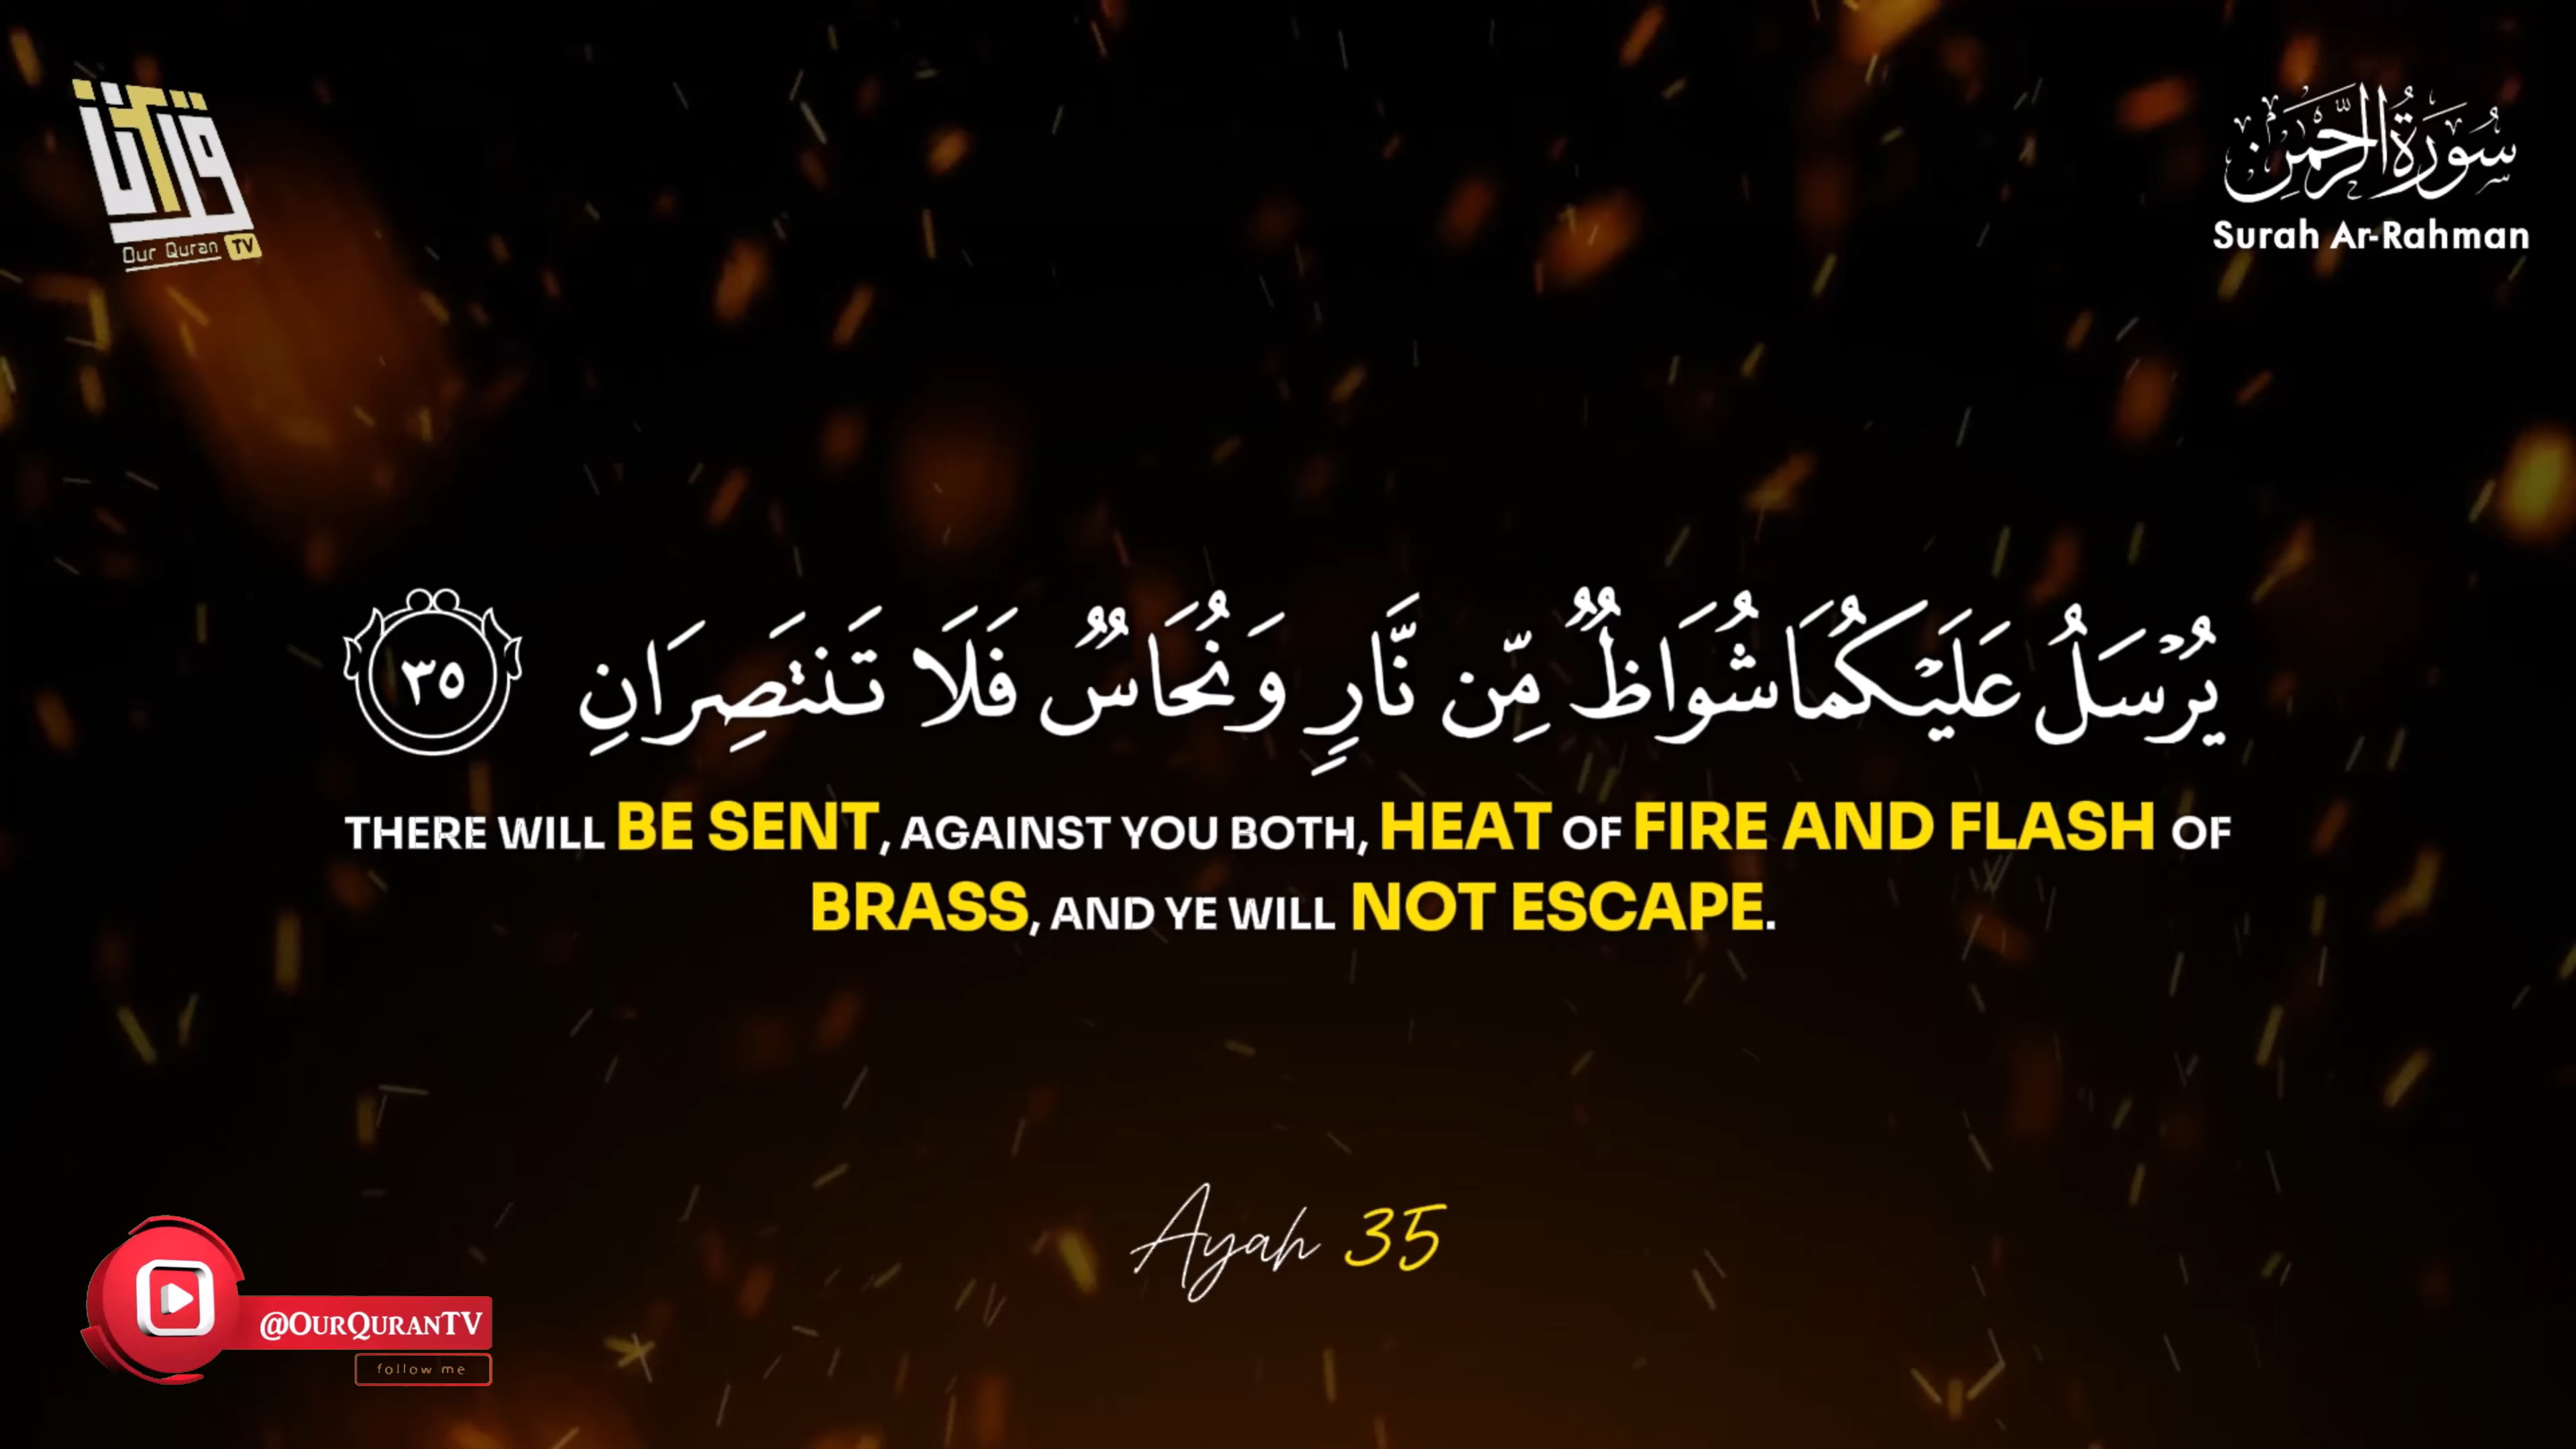 قرآننا
Our Quran TV
سُورَةُ الرَّحْمَٰن
Surah Ar-Rahman
يُرْسَلُ عَلَيْكُمَا شُوَاظٌ مِّن نَّارٍ وَنُحَاسٌ فَلَا تَنتَصِرَانِ ٣٥
THERE WILL BE SENT, AGAINST YOU BOTH, HEAT OF FIRE AND FLASH OF
BRASS, AND YE WILL NOT ESCAPE.
Ayah 35
@OURQURANTV
follow me